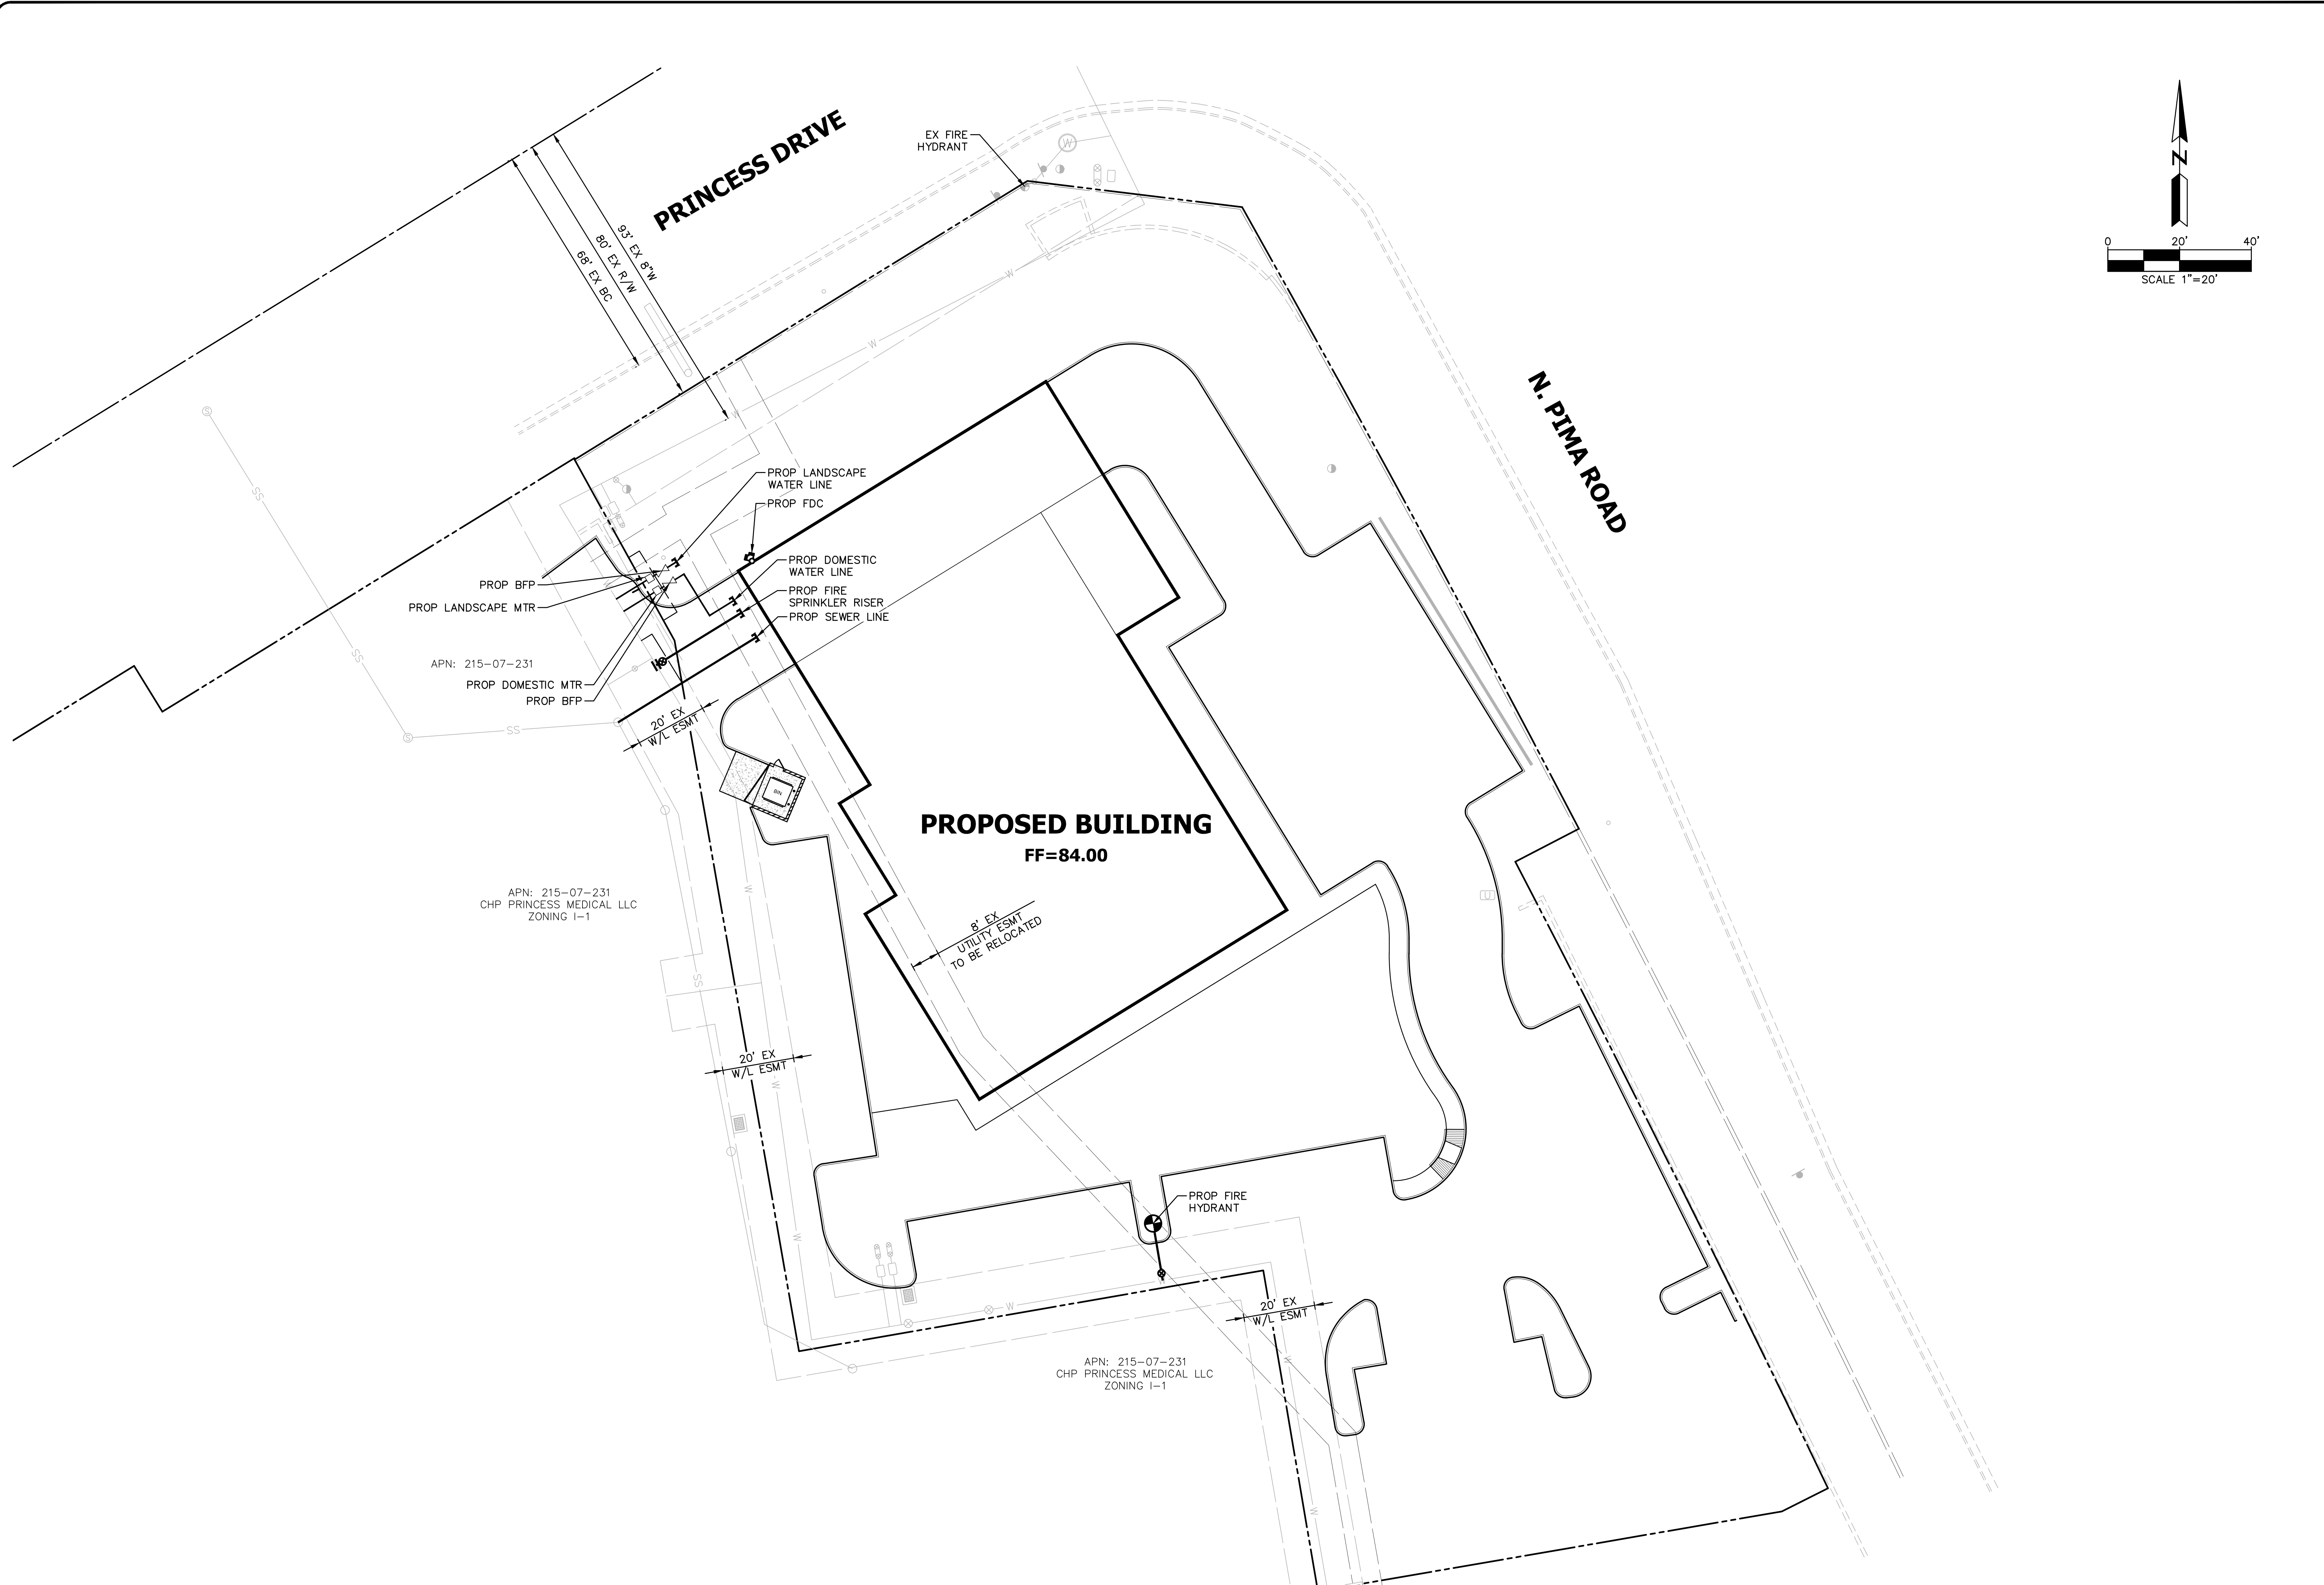 PRINCESS DRIVE
EX FIRE
HYDRANT
N
0 20' 40'
SCALE 1"=20'
93' EX 8"W
80' EX R/W
68' EX BC
W
W
W
W
N. PIMA ROAD
SS
SS
SS
S
S
PROP LANDSCAPE
WATER LINE
PROP FDC
PROP DOMESTIC
WATER LINE
PROP FIRE
SPRINKLER RISER
PROP SEWER LINE
PROP BFP
PROP LANDSCAPE MTR
APN: 215-07-231
PROP DOMESTIC MTR
PROP BFP
20' EX
W/L ESMT
BIN
PROPOSED BUILDING
FF=84.00
APN: 215-07-231
CHP PRINCESS MEDICAL LLC
ZONING I-1
8' EX
UTILITY ESMT
TO BE RELOCATED
W
SS
20' EX
W/L ESMT
W
W
PROP FIRE
HYDRANT
W
20' EX
W/L ESMT
APN: 215-07-231
CHP PRINCESS MEDICAL LLC
ZONING I-1
W
W